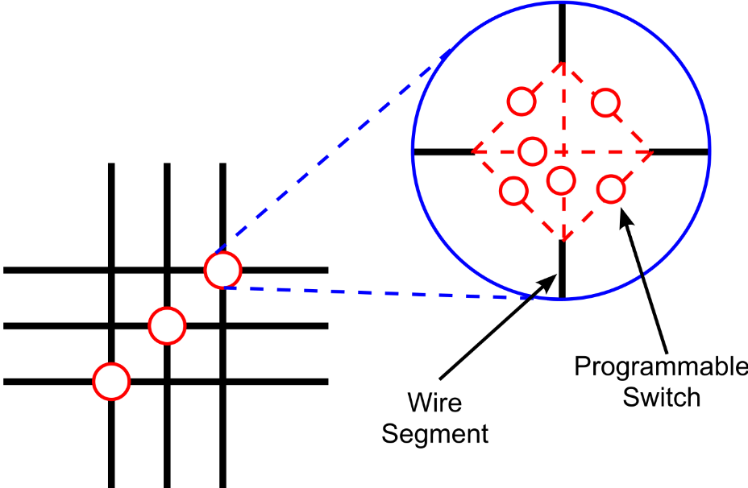 Programmable
Switch
Wire
Segment